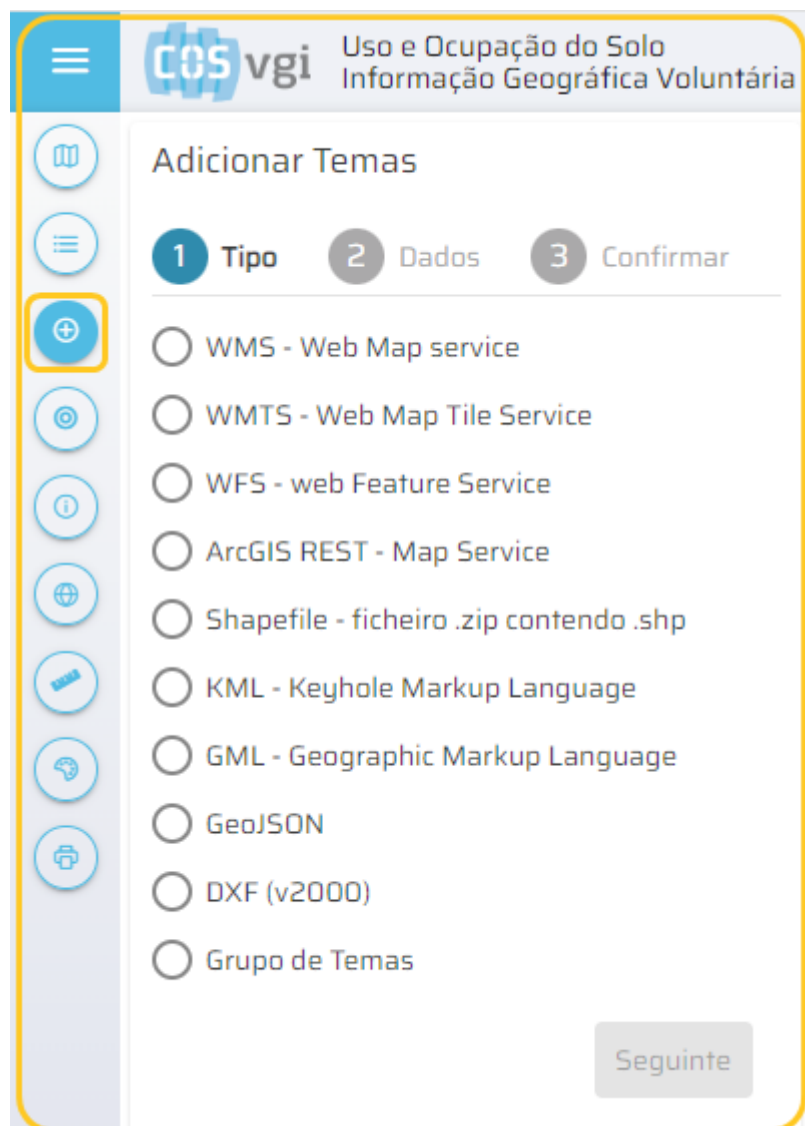 COS vgi
Uso e Ocupação do Solo
Informação Geográfica Voluntária
Adicionar Temas
1 Tipo 2 Dados 3 Confirmar
WMS - Web Map service
WMTS - Web Map Tile Service
WFS - web Feature Service
ArcGIS REST - Map Service
Shapefile - ficheiro .zip contendo .shp
KML - Keyhole Markup Language
GML - Geographic Markup Language
GeoJSON
DXF (v2000)
Grupo de Temas
Seguinte